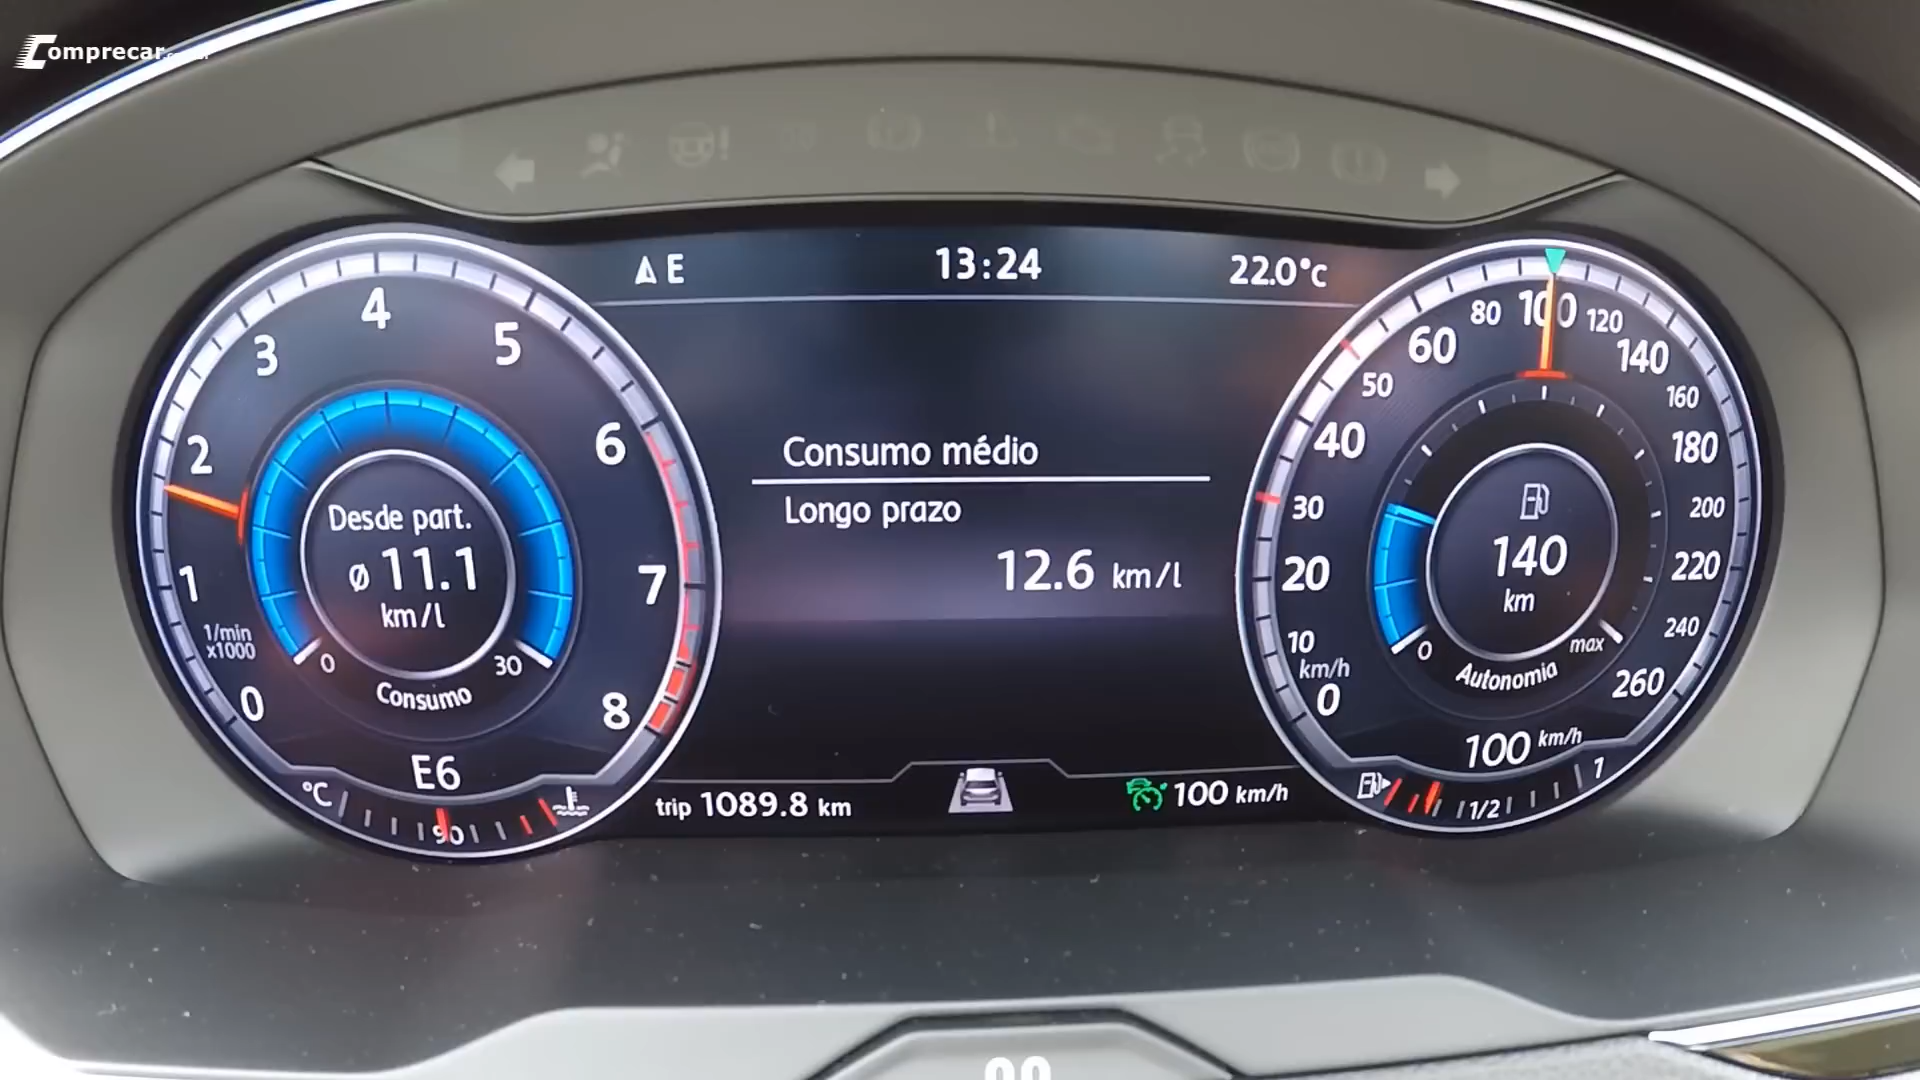 Comprecar
E
13:24
22.0°C
0
1
2
3
4
5
6
7
8
1/min
x1000
Desde part.
ø 11.1
km/l
0
30
Consumo
E6
°C
90
Consumo médio
Longo prazo
12.6 km/l
trip 1089.8 km
100 km/h
0
10
20
30
40
50
60
80
100
120
140
160
180
200
220
240
260
km/h
140
km
0
max
Autonomia
100 km/h
1/2
1